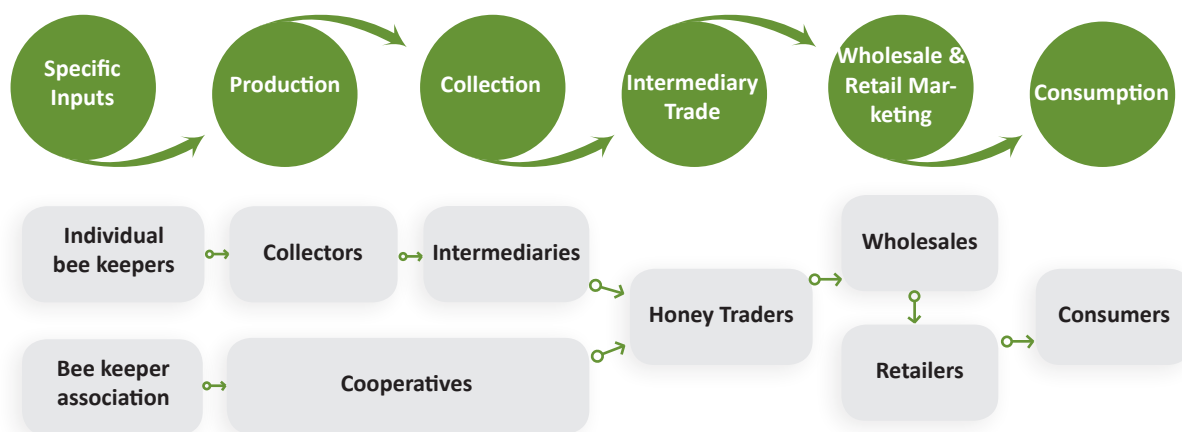 Specific
Inputs
Production
Collection
Intermediary
Trade
Wholesale &
Retail Mar-
keting
Consumption
Individual
bee keepers
Collectors
Intermediaries
Honey Traders
Wholesales
Consumers
Bee keeper
association
Cooperatives
Retailers